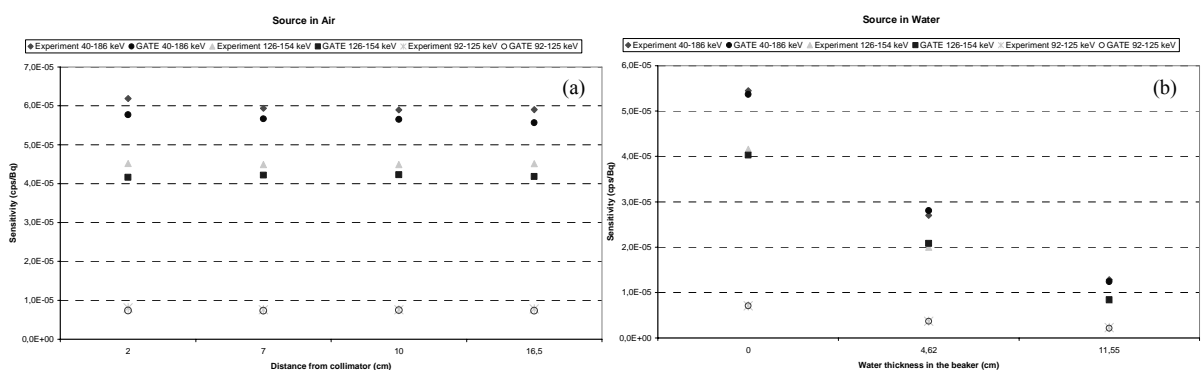 Source in Air
Experiment 40-186 keV GATE 40-186 keV Experiment 126-154 keV GATE 126-154 keV Experiment 92-125 keV GATE 92-125 keV
7,0E-05
(a)
6,0E-05
5,0E-05
4,0E-05
3,0E-05
2,0E-05
1,0E-05
0,0E+00
Sensitivity (cps/Bq)
2 7 10 16,5
Distance from collimator (cm)
Source in Water
Experiment 40-186 keV GATE 40-186 keV Experiment 126-154 keV GATE 126-154 keV Experiment 92-125 keV GATE 92-125 keV
6,0E-05
(b)
5,0E-05
4,0E-05
3,0E-05
2,0E-05
1,0E-05
0,0E+00
Sensitivity (cps/Bq)
0 4,62 11,55
Water thickness in the beaker (cm)